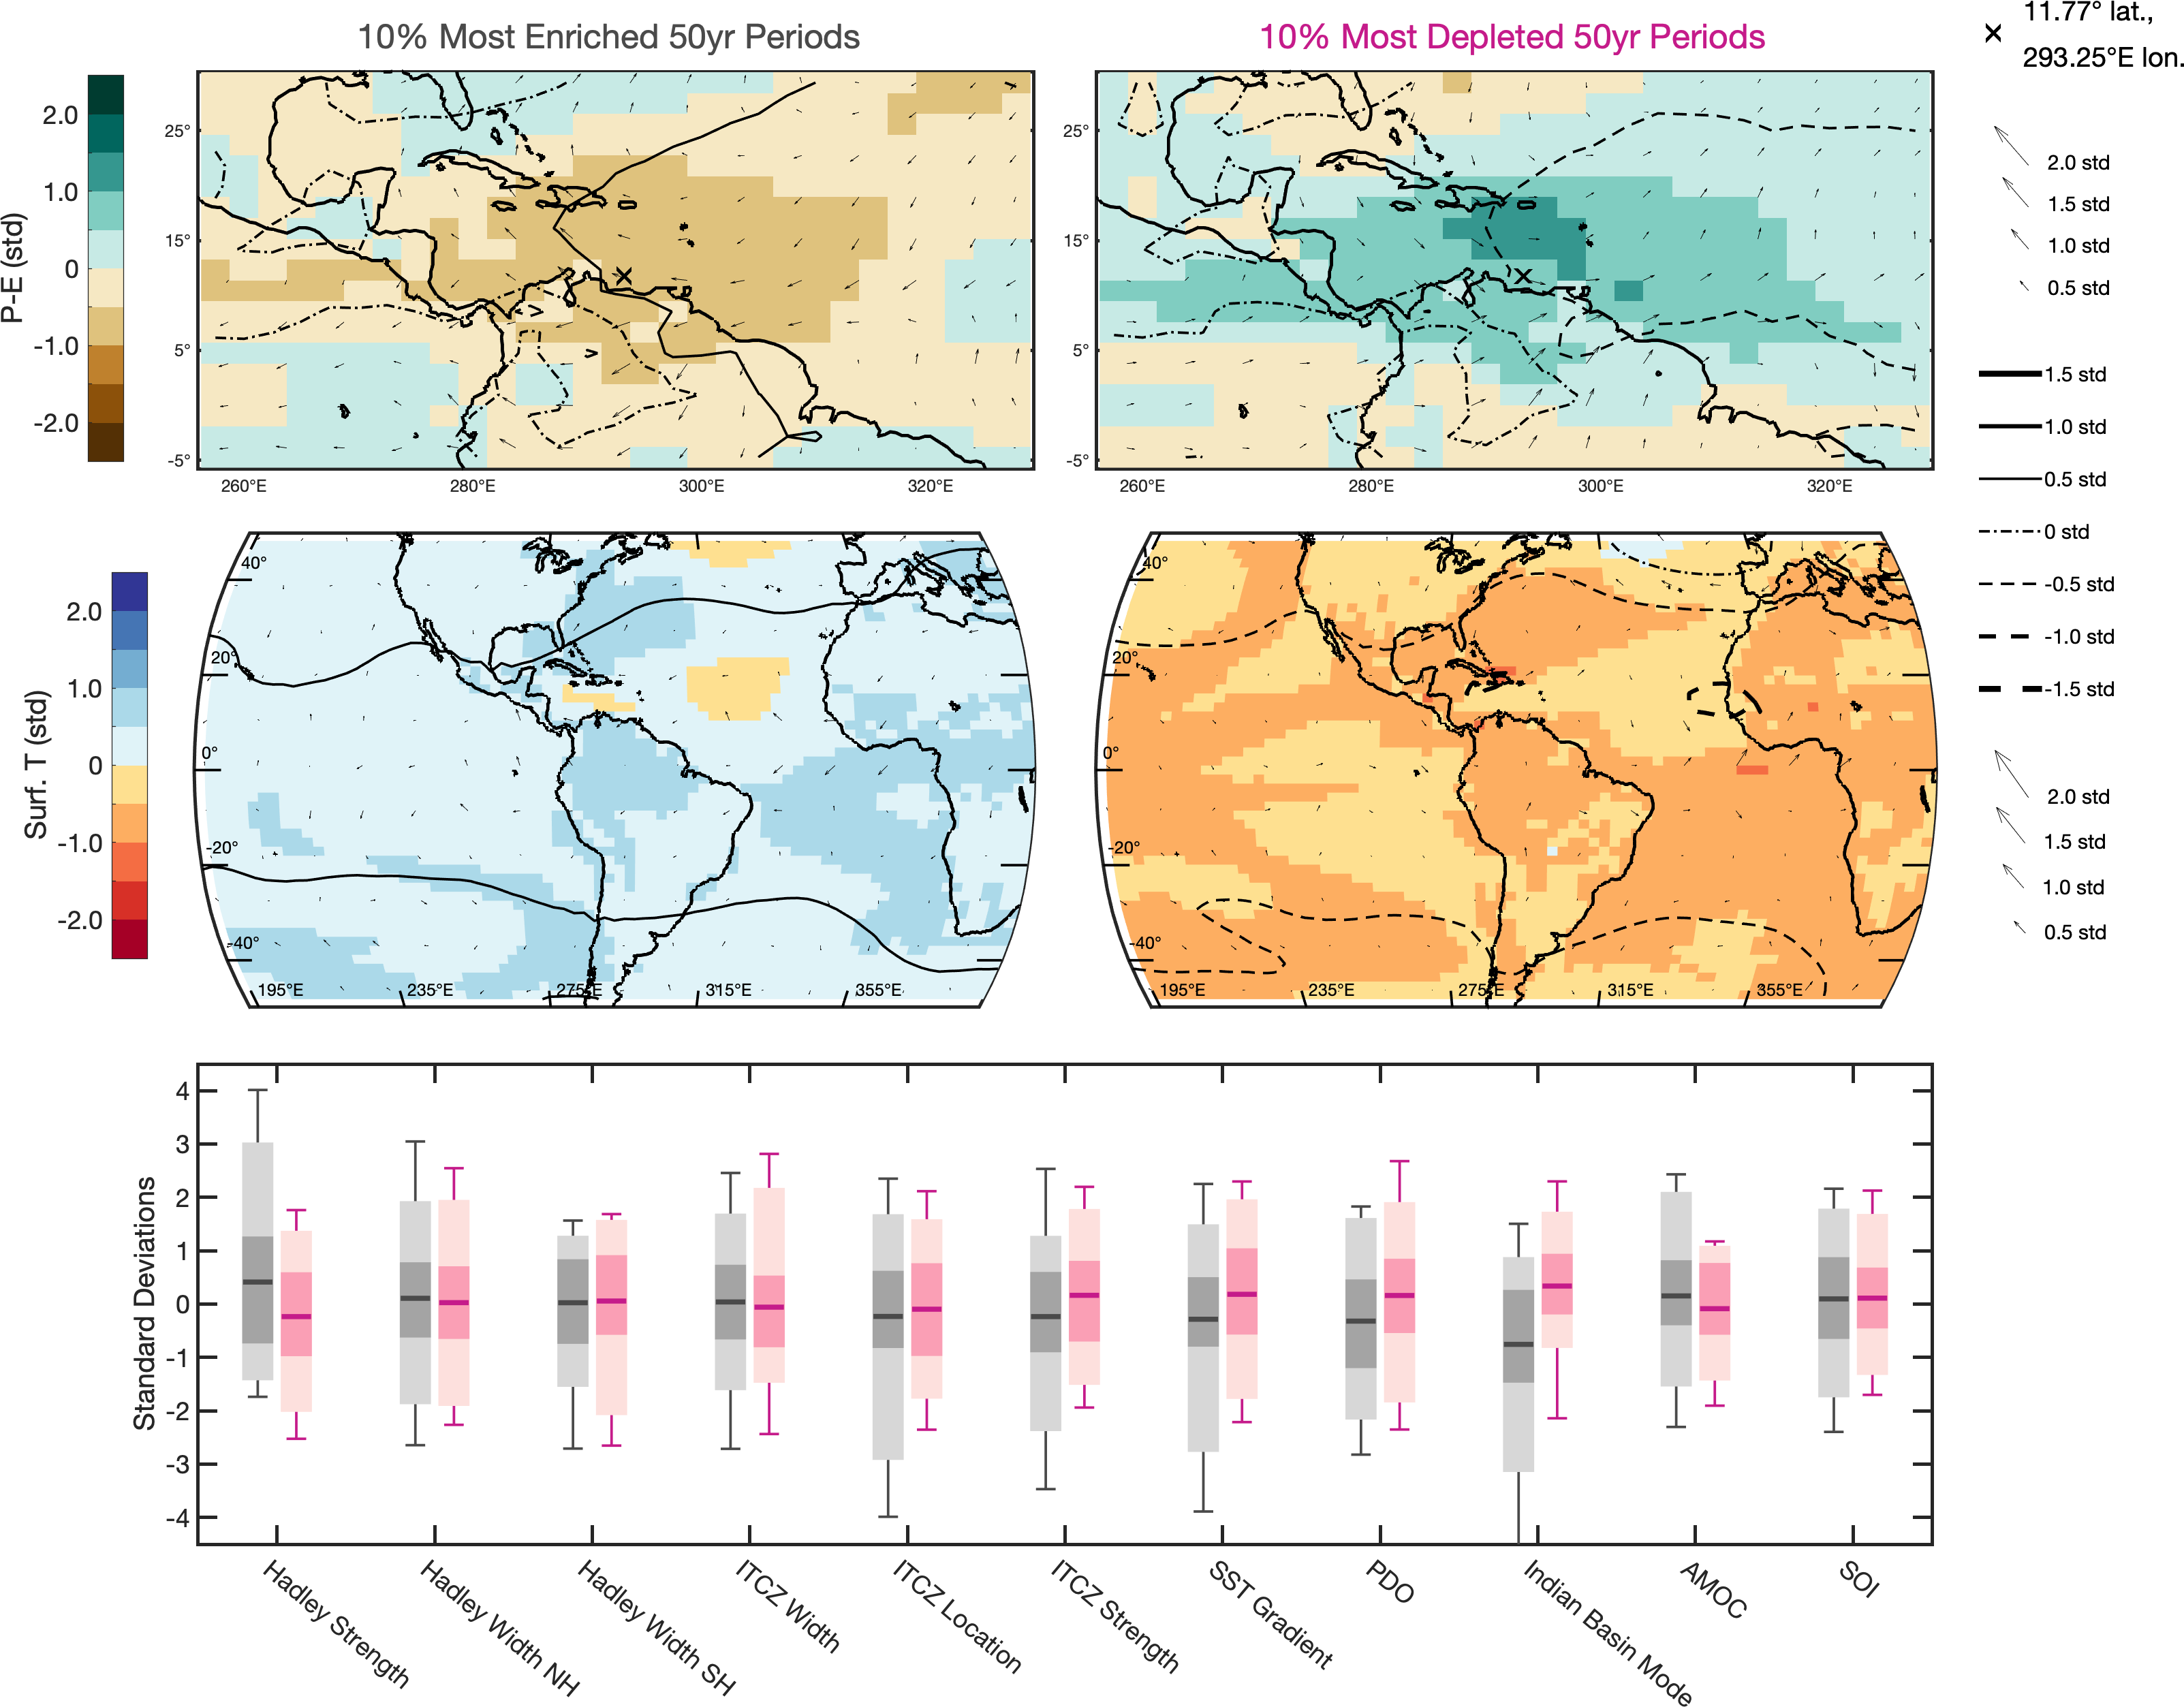 10% Most Enriched 50yr Periods
10% Most Depleted 50yr Periods
11.77° lat.,
293.25°E lon.
P-E (std)
2.0
1.0
0
-1.0
-2.0
25°
15°
5°
-5°
260°E
280°E
300°E
320°E
25°
15°
5°
-5°
260°E
280°E
300°E
320°E
2.0 std
1.5 std
1.0 std
0.5 std
1.5 std
1.0 std
0.5 std
0 std
-0.5 std
-1.0 std
-1.5 std
Surf. T (std)
2.0
1.0
0
-1.0
-2.0
40°
20°
0°
-20°
-40°
195°E
235°E
275°E
315°E
355°E
40°
20°
0°
-20°
-40°
195°E
235°E
275°E
315°E
355°E
2.0 std
1.5 std
1.0 std
0.5 std
Standard Deviations
4
3
2
1
0
-1
-2
-3
-4
Hadley Strength
Hadley Width NH
Hadley Width SH
ITCZ Width
ITCZ Location
ITCZ Strength
SST Gradient
PDO
Indian Basin Mode
AMOC
SOI